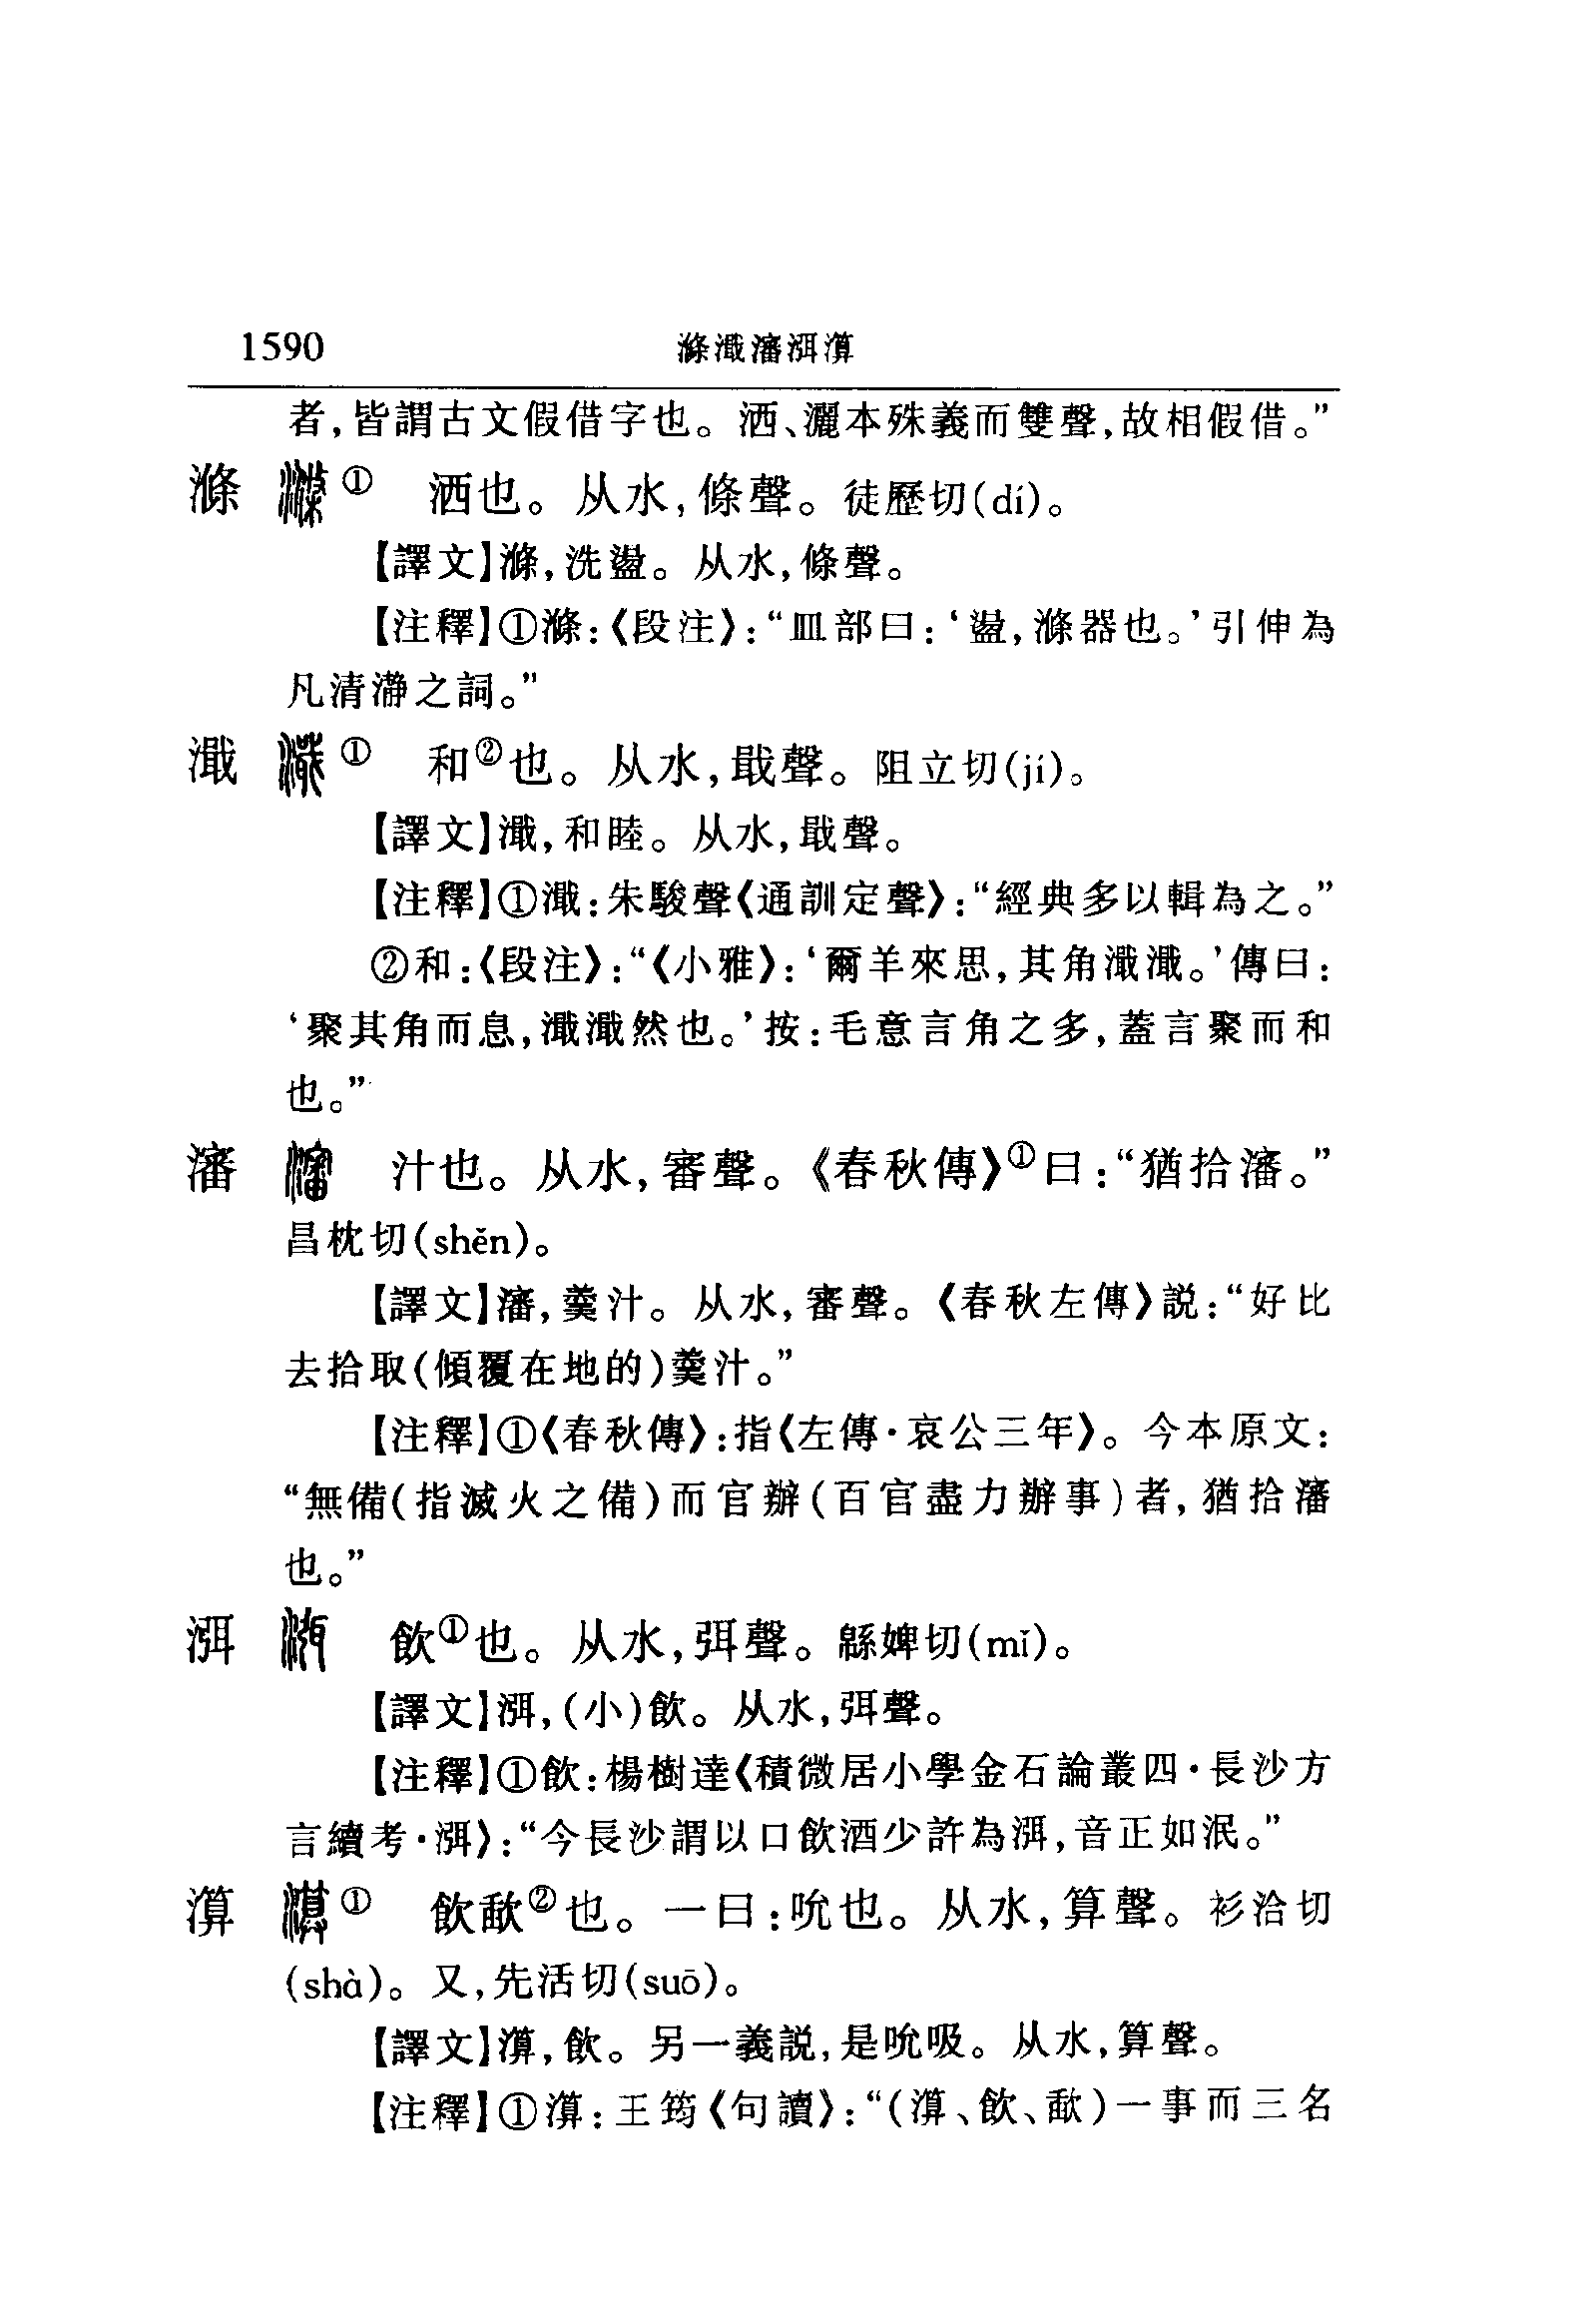 1590 滌濈瀋渳䈇
者,皆謂古文假借字也。洒、灑本殊義而雙聲,故相假借。”
滌 ① 洒也。从水,條聲。徒歷切(dí)。
【譯文】滌,洗盪。从水,條聲。
【注釋】①滌:《段注》:“皿部曰:‘盪,滌器也。’引伸為
凡清瀞之詞。”
濈 ① 和②也。从水,戢聲。阻立切(jí)。
【譯文】濈,和睦。从水,戢聲。
【注釋】①濈:朱駿聲《通訓定聲》:“經典多以輯為之。”
②和:《段注》:“《小雅》:‘爾羊來思,其角濈濈。’傳曰:
‘聚其角而息,濈濈然也。’按:毛意言角之多,蓋言聚而和
也。”
瀋 汁也。从水,審聲。《春秋傳》①曰:“猶拾瀋。”
昌枕切(shěn)。
【譯文】瀋,羹汁。从水,審聲。《春秋左傳》説:“好比
去拾取(傾覆在地的)羹汁。”
【注釋】①《春秋傳》:指《左傳·哀公三年》。今本原文:
“無備(指滅火之備)而官辦(百官盡力辦事)者,猶拾瀋
也。”
渳 飲①也。从水,弭聲。緜婢切(mǐ)。
【譯文】渳,(小)飲。从水,弭聲。
【注釋】①飲:楊樹達《積微居小學金石論叢四·長沙方
言續考·渳》:“今長沙謂以口飲酒少許為渳,音正如泯。”
䈇 ① 飲歃②也。一曰:吮也。从水,算聲。衫洽切
(shà)。又,先活切(suō)。
【譯文】䈇,飲。另一義説,是吮吸。从水,算聲。
【注釋】①䈇:王筠《句讀》:“(䈇、飲、歃)一事而三名